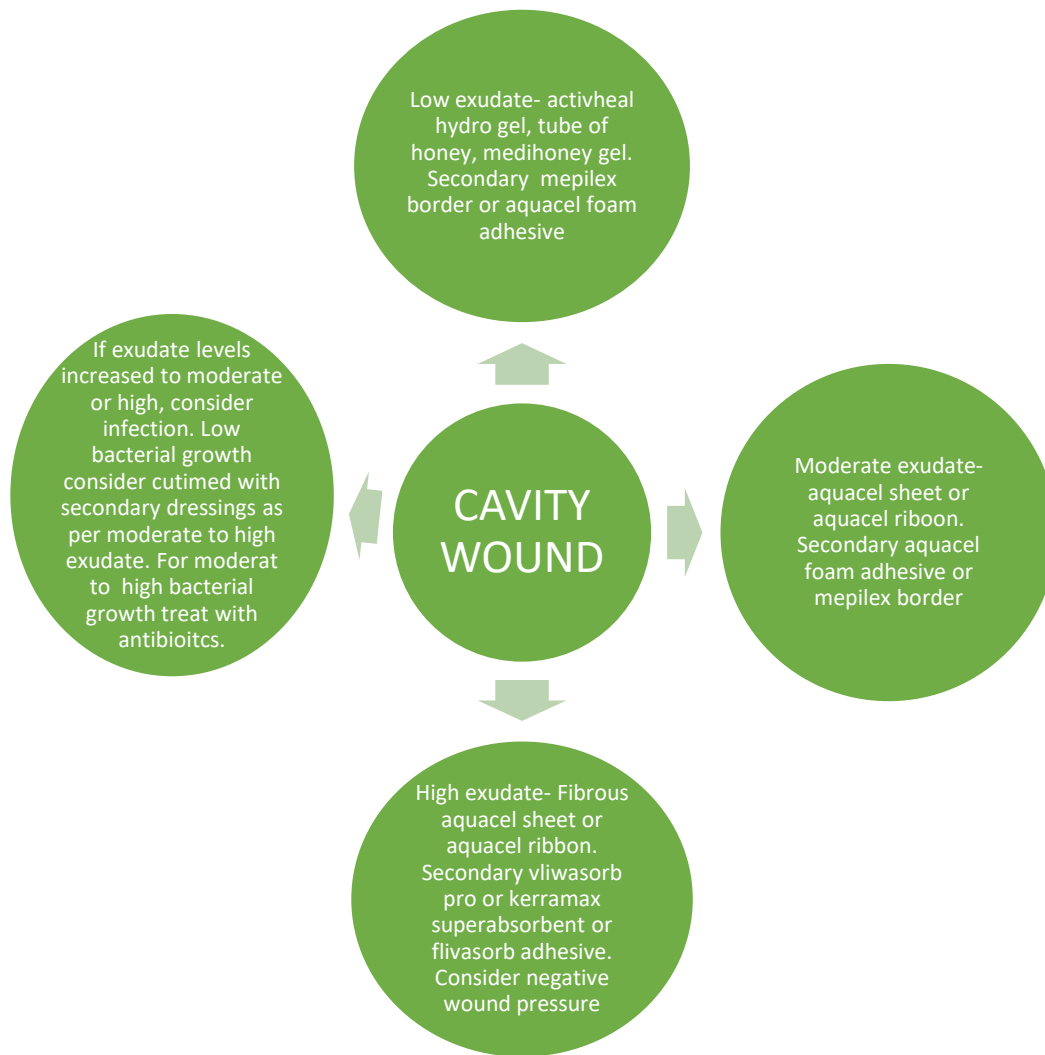 Low exudate- activheal
hydro gel, tube of
honey, medihoney gel.
Secondary mepilex
border or aquacel foam
adhesive
If exudate levels
increased to moderate
or high, consider
infection. Low
bacterial growth
consider cutimed with
secondary dressings as
per moderate to high
exudate. For moderat
to high bacterial
growth treat with
antibioitcs.
CAVITY
WOUND
Moderate exudate-
aquacel sheet or
aquacel riboon.
Secondary aquacel
foam adhesive or
mepilex border
High exudate- Fibrous
aquacel sheet or
aquacel ribbon.
Secondary vliwasorb
pro or kerramax
superabsorbent or
flivasorb adhesive.
Consider negative
wound pressure